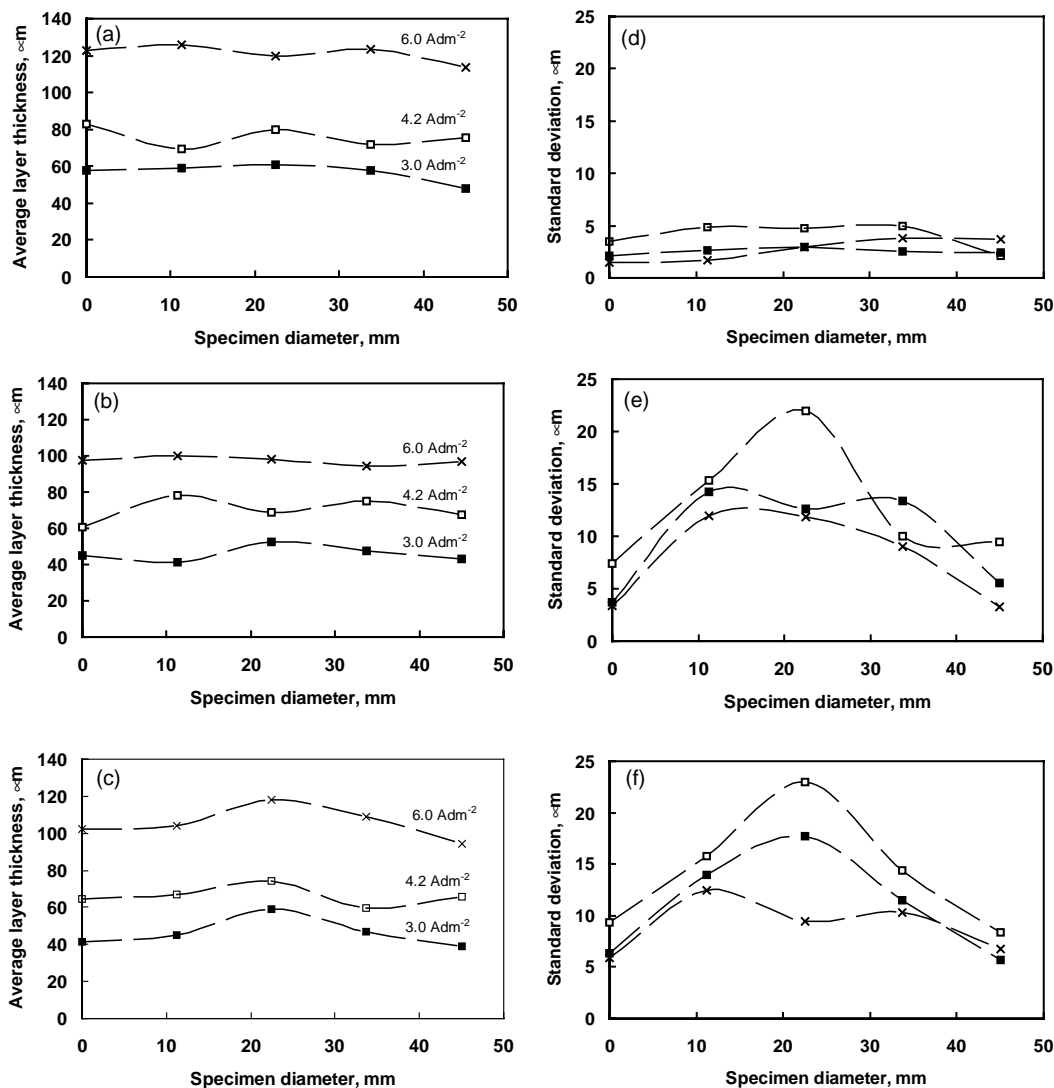 (a)
Average layer thickness, ∝m
140
120
100
80
60
40
20
0
6.0 Adm-2
4.2 Adm-2
3.0 Adm-2
0 10 20 30 40 50
Specimen diameter, mm
(d)
Standard deviation, ∝m
25
20
15
10
5
0
0 10 20 30 40 50
Specimen diameter, mm
(b)
Average layer thickness, ∝m
140
120
100
80
60
40
20
0
6.0 Adm-2
4.2 Adm-2
3.0 Adm-2
0 10 20 30 40 50
Specimen diameter, mm
(e)
Standard deviation, ∝m
25
20
15
10
5
0
0 10 20 30 40 50
Specimen diameter, mm
(c)
Average layer thickness, ∝m
140
120
100
80
60
40
20
0
6.0 Adm-2
4.2 Adm-2
3.0 Adm-2
0 10 20 30 40 50
Specimen diameter, mm
(f)
Standard deviation, ∝m
25
20
15
10
5
0
0 10 20 30 40 50
Specimen diameter, mm